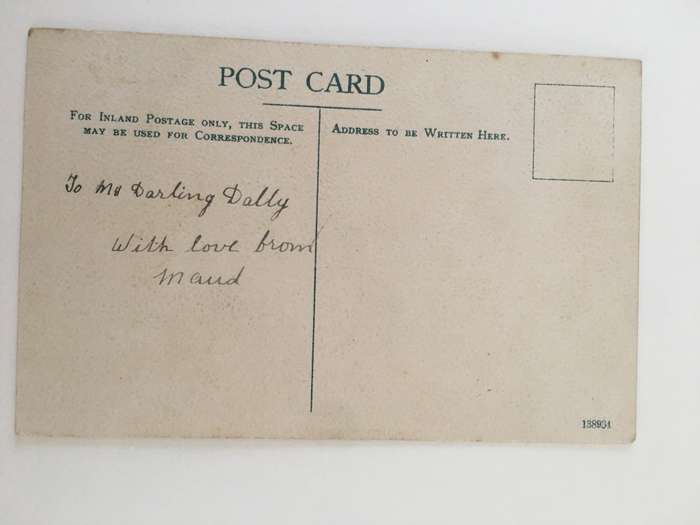 POST CARD
FOR INLAND POSTAGE ONLY, THIS SPACE
MAY BE USED FOR CORRESPONDENCE.
ADDRESS TO BE WRITTEN HERE.
To My Darling Dally
With love from
Maud
138934